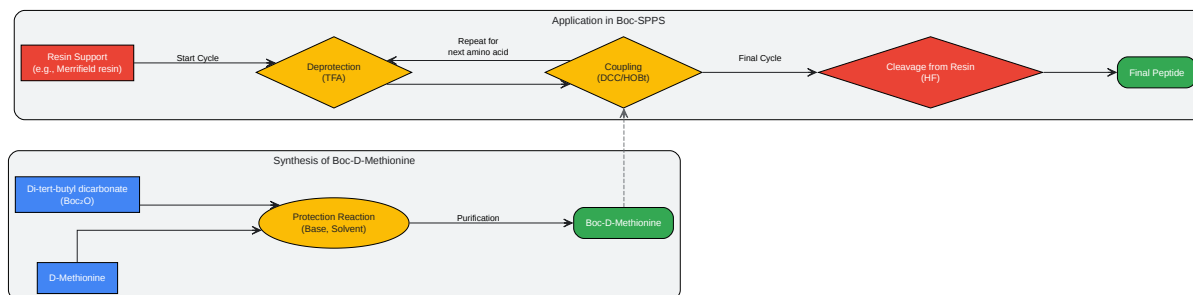 Application in Boc-SPPS
Resin Support
(e.g., Merrifield resin)
Start Cycle
Deprotection
(TFA)
Repeat for
next amino acid
Coupling
(DCC/HOBt)
Final Cycle
Cleavage from Resin
(HF)
Final Peptide
Synthesis of Boc-D-Methionine
Di-tert-butyl dicarbonate
(Boc₂O)
Protection Reaction
(Base, Solvent)
Purification
Boc-D-Methionine
D-Methionine